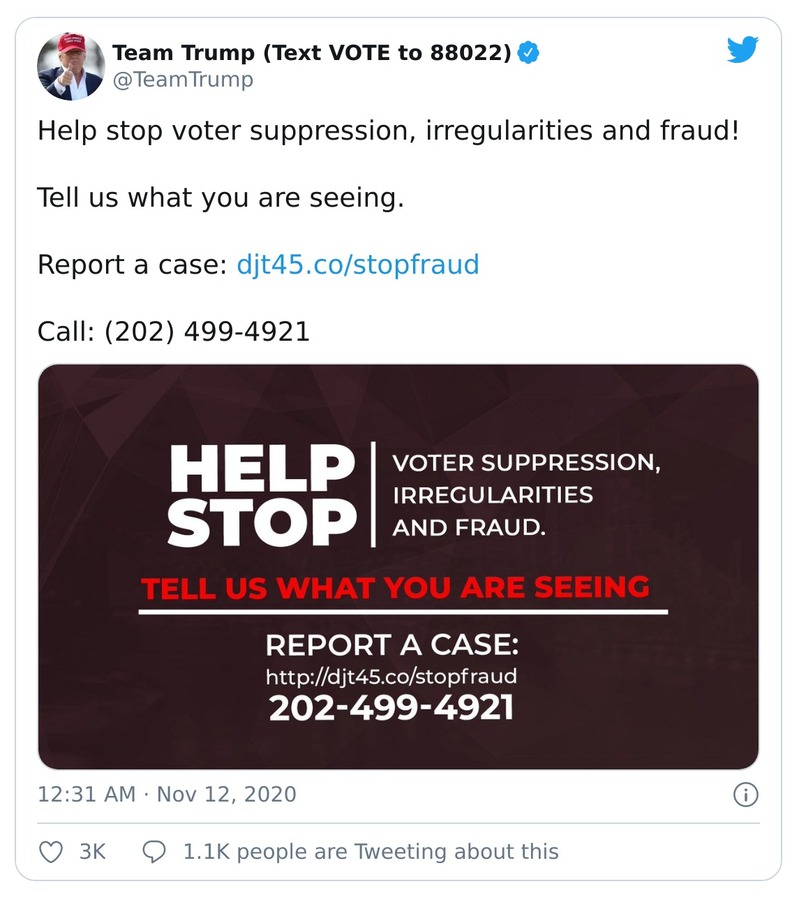 Team Trump (Text VOTE to 88022)
@TeamTrump
Help stop voter suppression, irregularities and fraud!
Tell us what you are seeing.
Report a case: djt45.co/stopfraud
Call: (202) 499-4921
HELP
STOP
VOTER SUPPRESSION,
IRREGULARITIES
AND FRAUD.
TELL US WHAT YOU ARE SEEING
REPORT A CASE:
http://djt45.co/stopfraud
202-499-4921
12:31 AM · Nov 12, 2020
3K
1.1K people are Tweeting about this